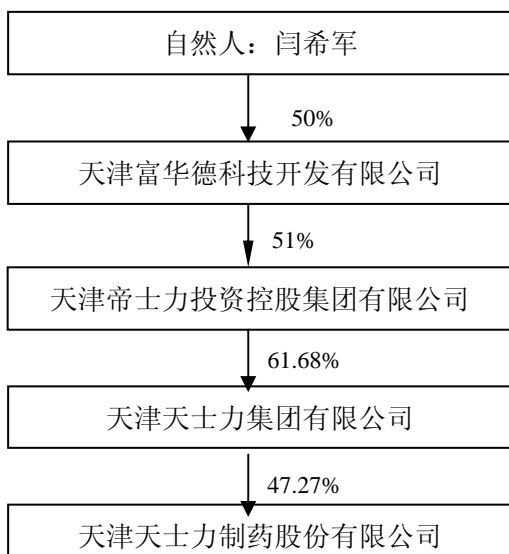 自然人：闫希军
50%
天津富华德科技开发有限公司
51%
天津帝士力投资控股集团有限公司
61.68%
天津天士力集团有限公司
47.27%
天津天士力制药股份有限公司